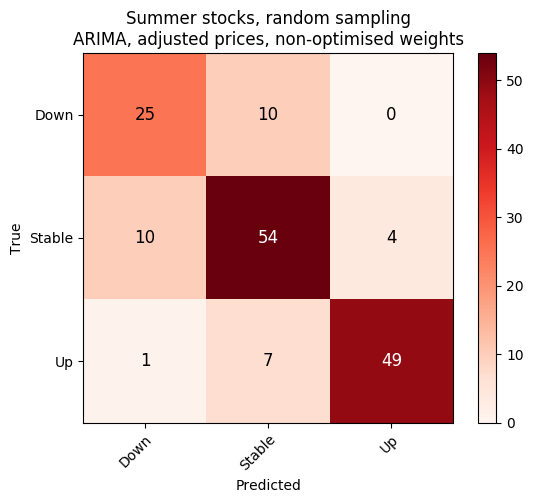 Summer stocks, random sampling
ARIMA, adjusted prices, non-optimised weights
Down 25 10 0
Stable 10 54 4
Up 1 7 49
True
Down Stable Up
Predicted
50
40
30
20
10
0